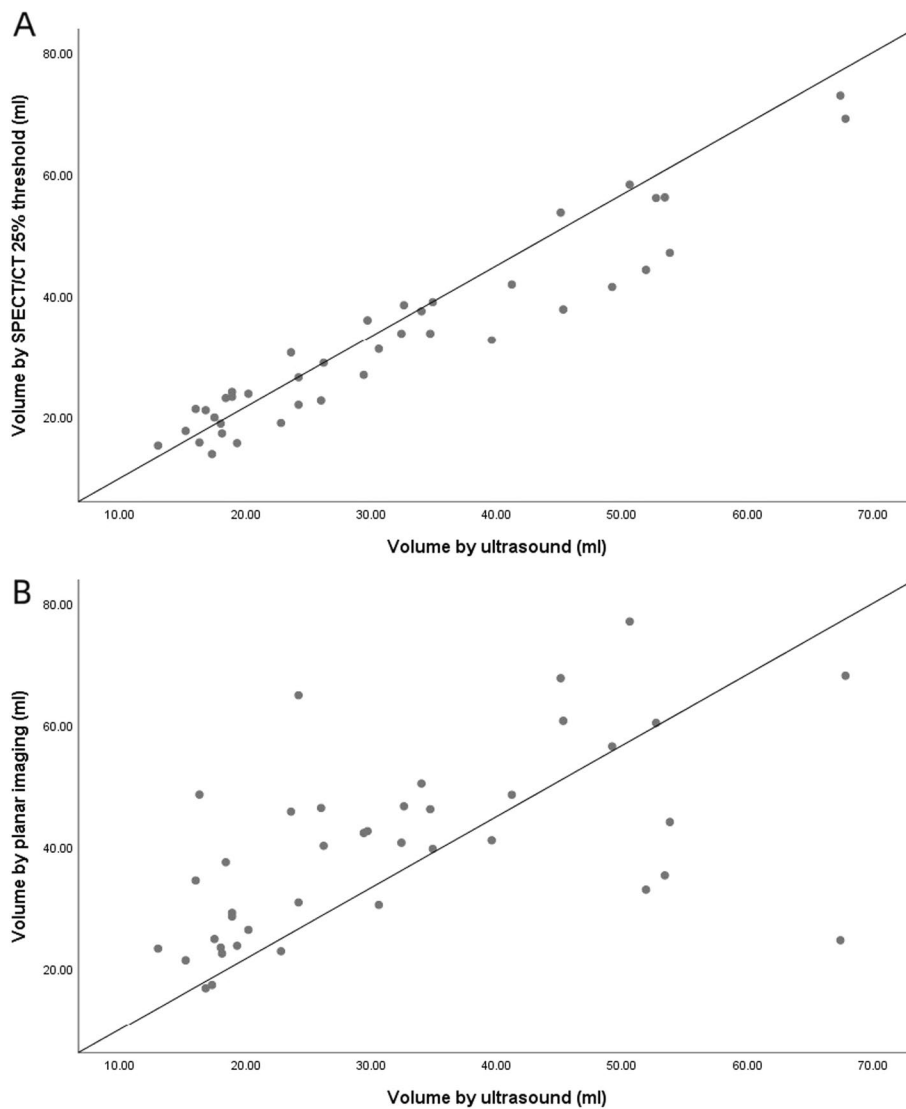 A
80.00
60.00
40.00
20.00
Volume by SPECT/CT 25% threshold (ml)
10.00 20.00 30.00 40.00 50.00 60.00 70.00
Volume by ultrasound (ml)
B
80.00
60.00
40.00
20.00
Volume by planar imaging (ml)
10.00 20.00 30.00 40.00 50.00 60.00 70.00
Volume by ultrasound (ml)